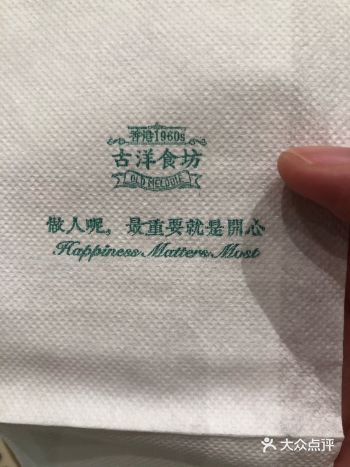 香港1960s
古洋食坊
OLD MELODIE
做人呢，最重要就是開心
Happiness Matters Most
大众点评